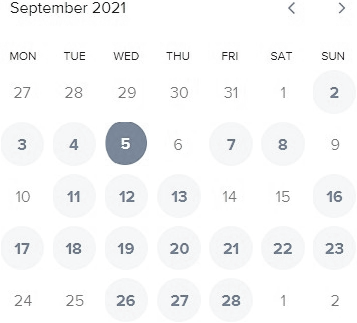 September 2021 < >
MON TUE WED THU FRI SAT SUN
27 28 29 30 31 1 2
3 4 5 6 7 8 9
10 11 12 13 14 15 16
17 18 19 20 21 22 23
24 25 26 27 28 1 2